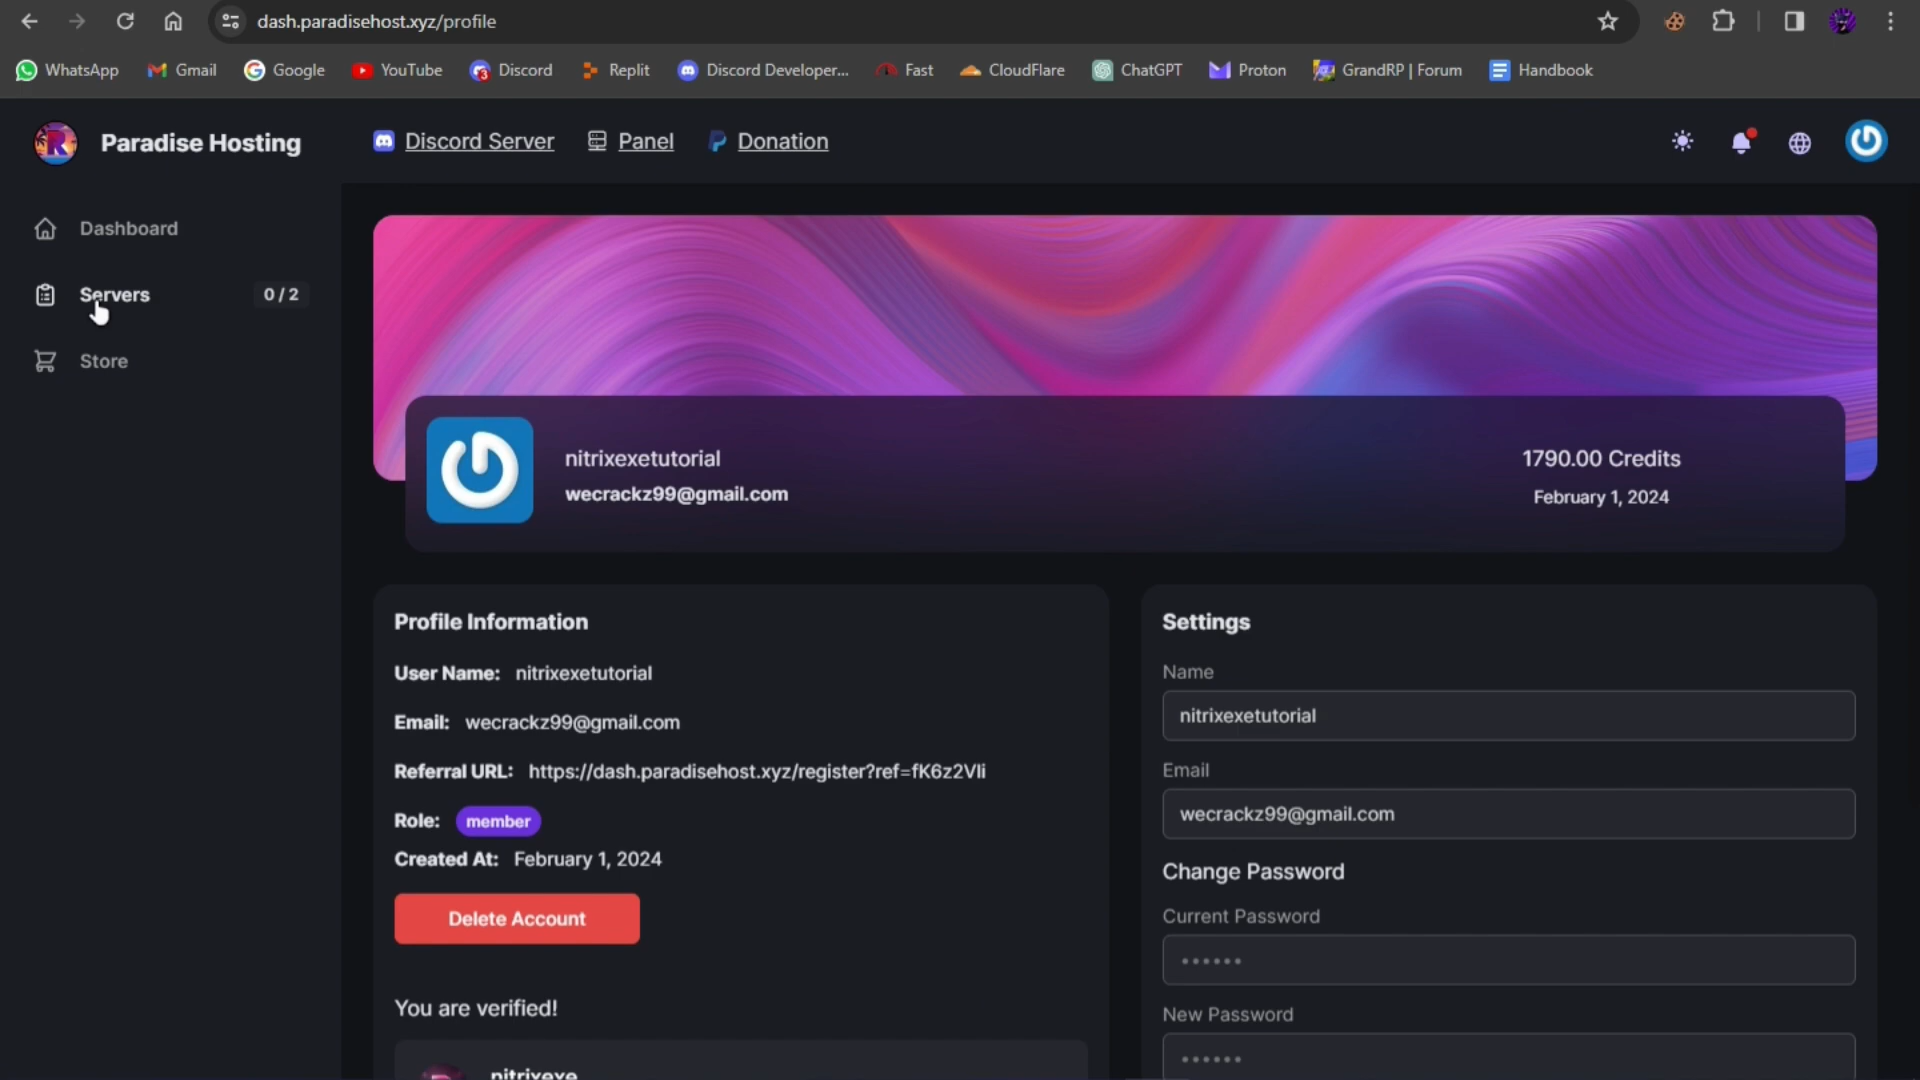 dash.paradisehost.xyz/profile
WhatsApp Gmail Google YouTube Discord Replit Discord Developer... Fast CloudFlare ChatGPT Proton GrandRP | Forum Handbook
Paradise Hosting Discord Server Panel Donation
Dashboard
Servers 0 / 2
Store
nitrixexetutorial
wecrackz99@gmail.com
1790.00 Credits
February 1, 2024
Profile Information
User Name: nitrixexetutorial
Email: wecrackz99@gmail.com
Referral URL: https://dash.paradisehost.xyz/register?ref=fK6z2Vli
Role: member
Created At: February 1, 2024
Delete Account
You are verified!
nitrixexe
Settings
Name
nitrixexetutorial
Email
wecrackz99@gmail.com
Change Password
Current Password
••••••
New Password
••••••